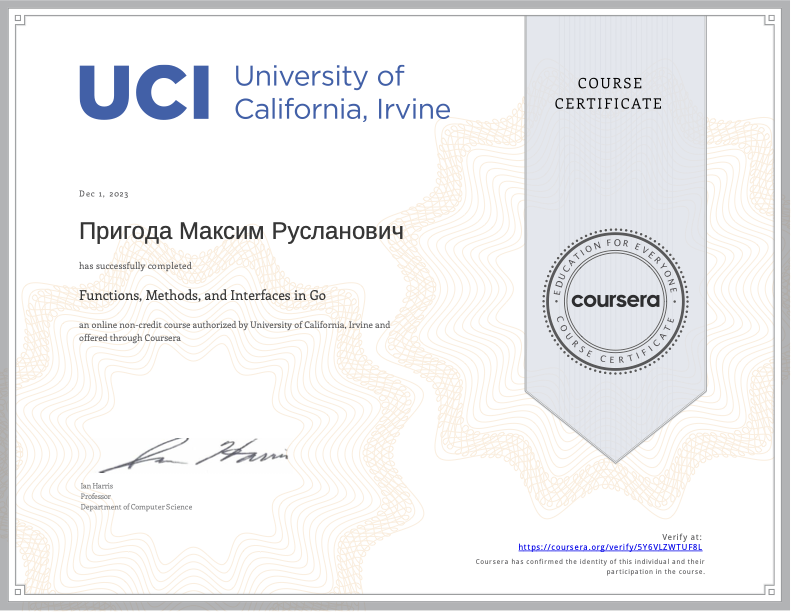 UCI
University of
California, Irvine
COURSE
CERTIFICATE
Dec 1, 2023
Пригода Максим Русланович
has successfully completed
Functions, Methods, and Interfaces in Go
an online non-credit course authorized by University of California, Irvine and
offered through Coursera
EDUCATION FOR EVERYONE
coursera
COURSE CERTIFICATE
Ian Harris
Ian Harris
Professor
Department of Computer Science
Verify at:
https://coursera.org/verify/5Y6VLZWTUF8L
Coursera has confirmed the identity of this individual and their
participation in the course.